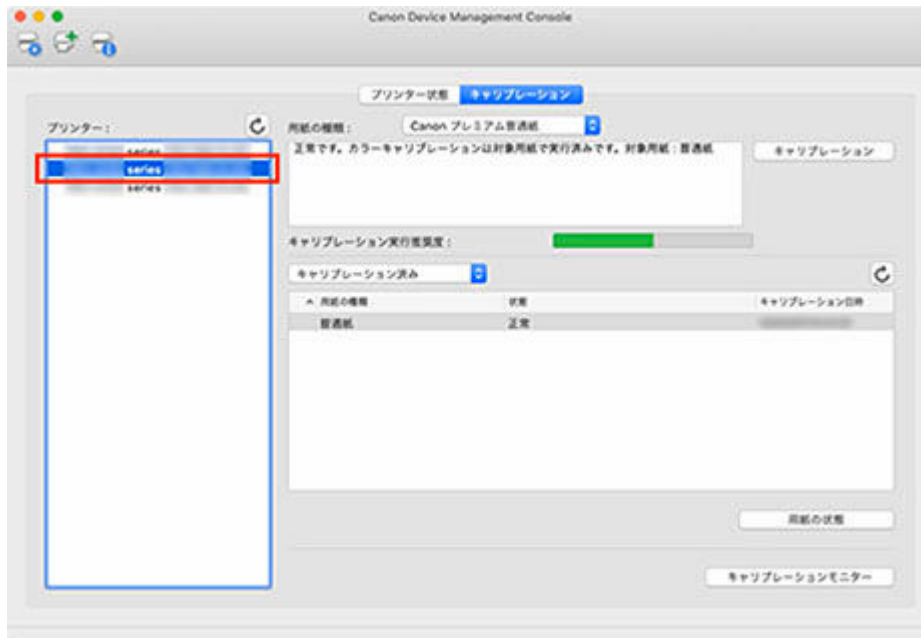 Canon Device Management Console
プリンター状態 キャリブレーション
プリンター:
用紙の種類: Canon プレミアム普通紙
series
series
series
正常です。カラーキャリブレーションは対象用紙で実行済みです。対象用紙:普通紙
キャリブレーション
キャリブレーション実行推奨度:
キャリブレーション済み
用紙の種類 状態 キャリブレーション日時
普通紙 正常
用紙の状態
キャリブレーションモニター